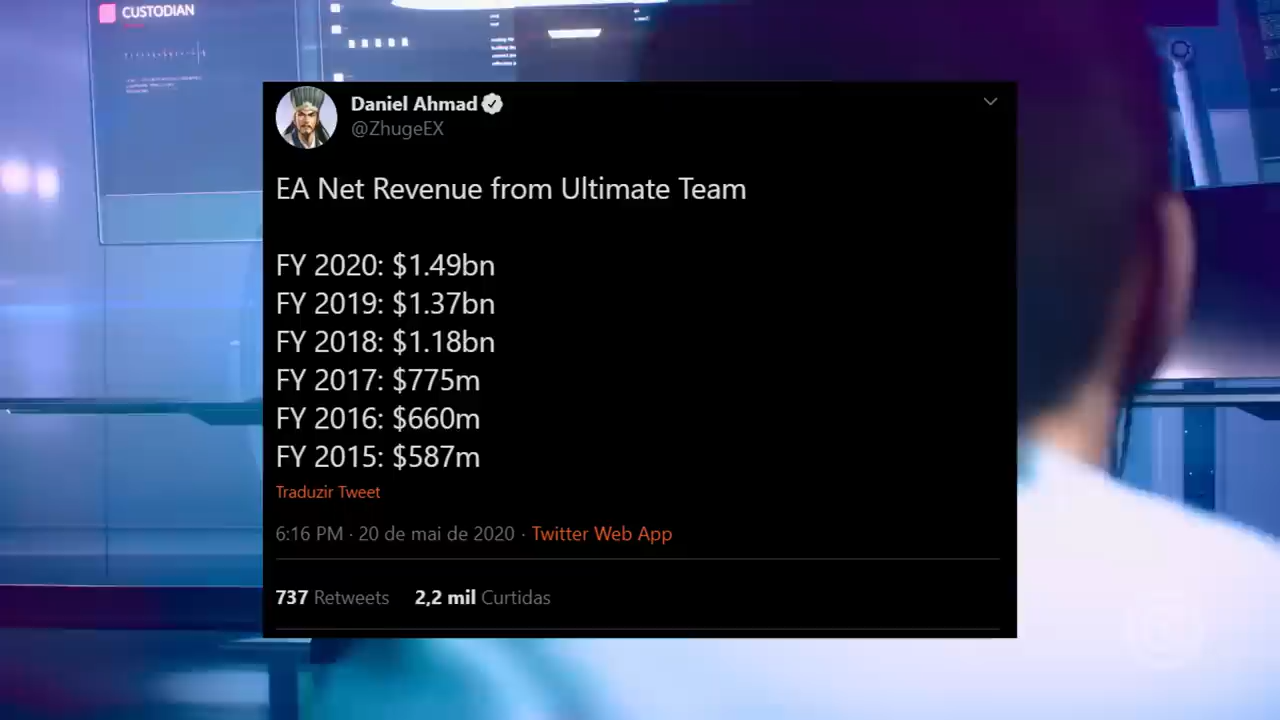 CUSTODIAN
Daniel Ahmad
@ZhugeEX
EA Net Revenue from Ultimate Team
FY 2020: $1.49bn
FY 2019: $1.37bn
FY 2018: $1.18bn
FY 2017: $775m
FY 2016: $660m
FY 2015: $587m
Traduzir Tweet
6:16 PM · 20 de mai de 2020 · Twitter Web App
737 Retweets 2,2 mil Curtidas